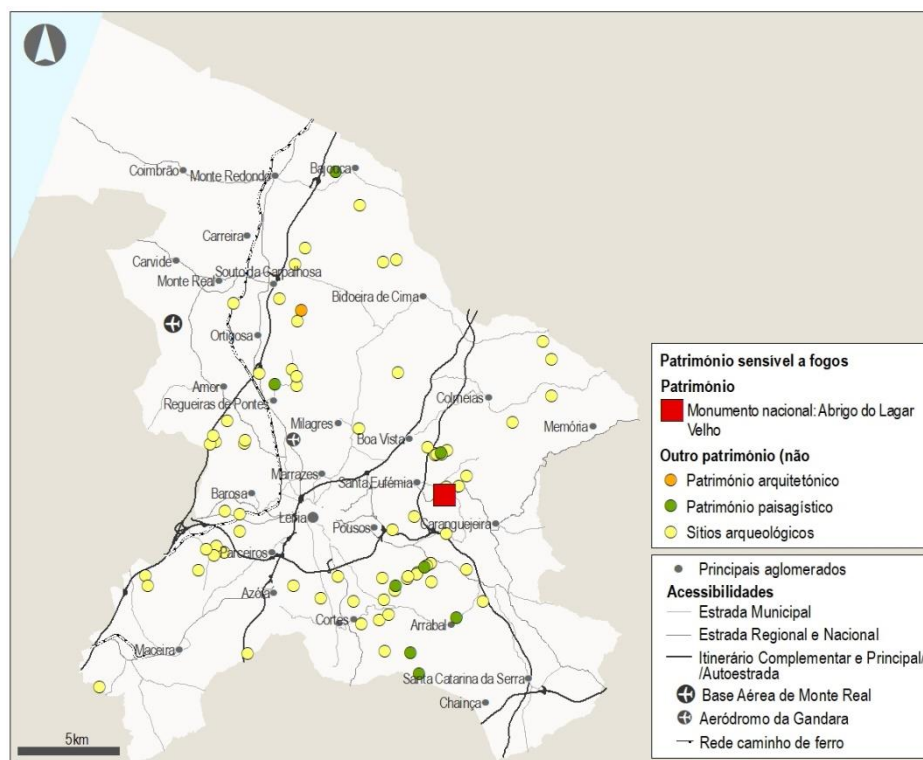 Coimbrão
Monte Redondo
Bajouca
Carreira
Carvide
Souto da Carpalhosa
Monte Real
Bidoeira de Cima
Ortigosa
Amor
Regueiras de Pontes
Colmeias
Milagres
Boa Vista
Memória
Marrazes
Santa Eufémia
Barosa
Leiria
Pousos
Caranguejeira
Parceiros
Azóia
Cortes
Arrabal
Maceira
Santa Catarina da Serra
Chainça
5km
Património sensível a fogos
Património
Monumento nacional: Abrigo do Lagar
Velho
Outro património (não
Património arquitetónico
Património paisagístico
Sítios arqueológicos
Principais aglomerados
Acessibilidades
Estrada Municipal
Estrada Regional e Nacional
Itinerário Complementar e Principal/
/Autoestrada
Base Aérea de Monte Real
Aeródromo da Gandara
Rede caminho de ferro